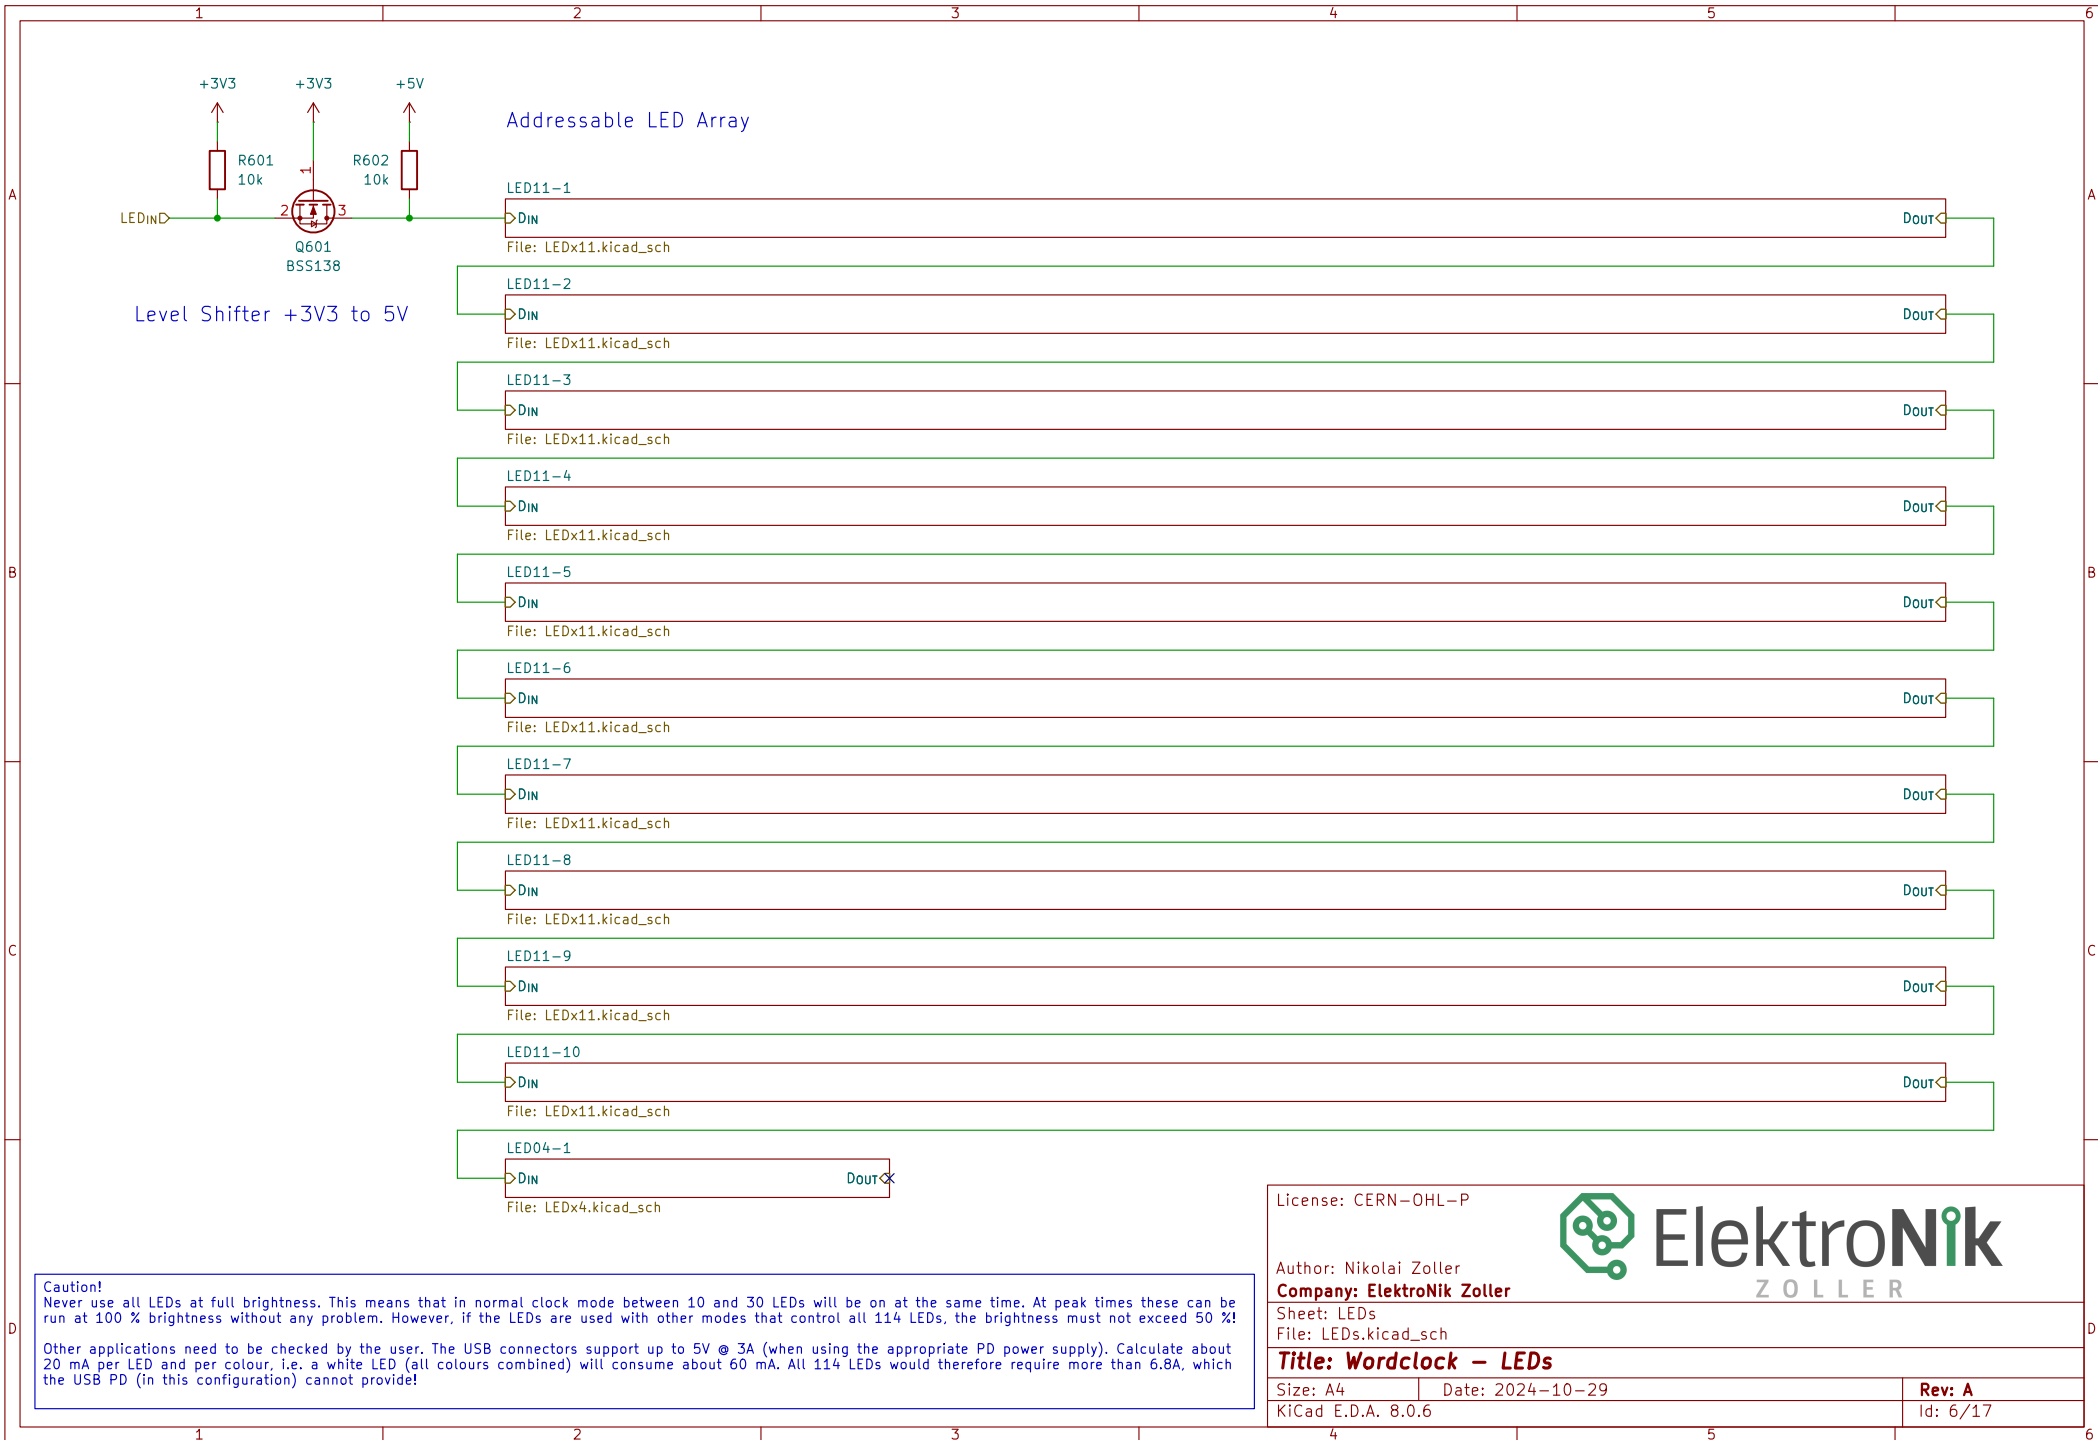 1 2 3 4 5 6
+3V3 +3V3 +5V
Addressable LED Array
R601
10k
1
R602
10k
A A
LEDIN
2 3
Q601
BSS138
Level Shifter +3V3 to 5V
LED11-1
DIN DOUT
File: LEDx11.kicad_sch
LED11-2
DIN DOUT
File: LEDx11.kicad_sch
LED11-3
DIN DOUT
File: LEDx11.kicad_sch
LED11-4
DIN DOUT
File: LEDx11.kicad_sch
B B
LED11-5
DIN DOUT
File: LEDx11.kicad_sch
LED11-6
DIN DOUT
File: LEDx11.kicad_sch
LED11-7
DIN DOUT
File: LEDx11.kicad_sch
LED11-8
DIN DOUT
File: LEDx11.kicad_sch
C C
LED11-9
DIN DOUT
File: LEDx11.kicad_sch
LED11-10
DIN DOUT
File: LEDx11.kicad_sch
LED04-1
DIN DOUT
File: LEDx4.kicad_sch
Caution!
Never use all LEDs at full brightness. This means that in normal clock mode between 10 and 30 LEDs will be on at the same time. At peak times these can be
run at 100 % brightness without any problem. However, if the LEDs are used with other modes that control all 114 LEDs, the brightness must not exceed 50 %!
Other applications need to be checked by the user. The USB connectors support up to 5V @ 3A (when using the appropriate PD power supply). Calculate about
20 mA per LED and per colour, i.e. a white LED (all colours combined) will consume about 60 mA. All 114 LEDs would therefore require more than 6.8A, which
the USB PD (in this configuration) cannot provide!
License: CERN-OHL-P
ElektroNik
ZOLLER
Author: Nikolai Zoller
Company: ElektroNik Zoller
Sheet: LEDs
File: LEDs.kicad_sch
Title: Wordclock – LEDs
Size: A4 Date: 2024-10-29 Rev: A
KiCad E.D.A. 8.0.6 Id: 6/17
D D
1 2 3 4 5 6